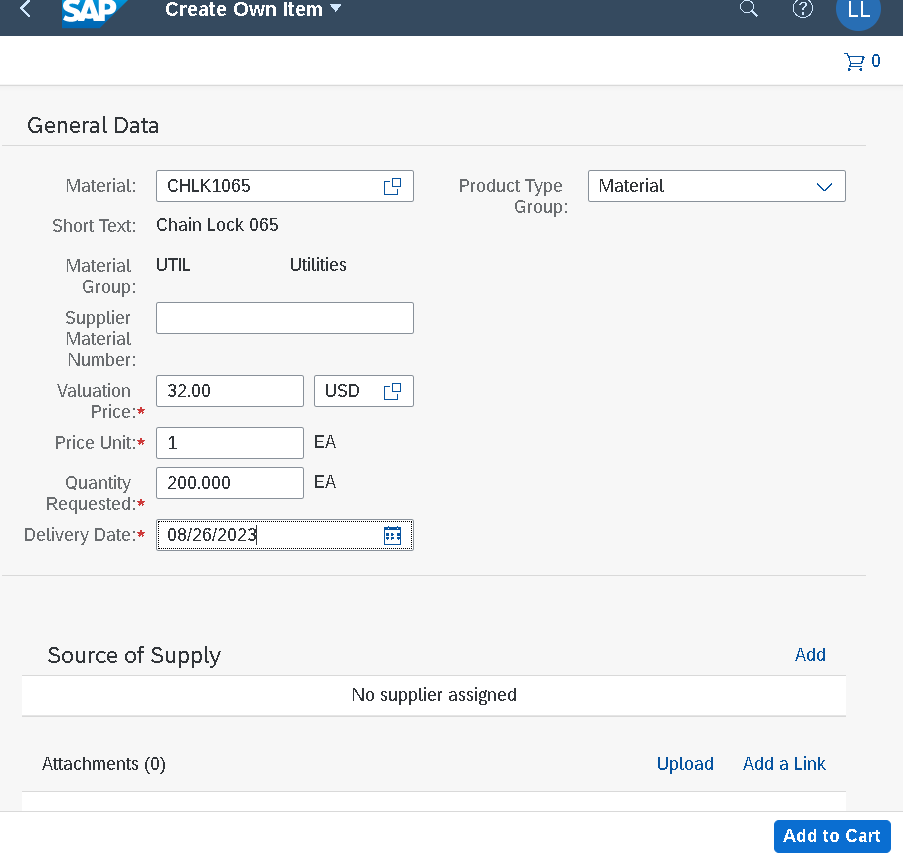 SAP Create Own Item LL
0
General Data
Material: CHLK1065 Product Type Group: Material
Short Text: Chain Lock 065
Material Group: UTIL Utilities
Supplier Material Number:
Valuation Price:* 32.00 USD
Price Unit:* 1 EA
Quantity Requested:* 200.000 EA
Delivery Date:* 08/26/2023
Source of Supply Add
No supplier assigned
Attachments (0) Upload Add a Link
Add to Cart